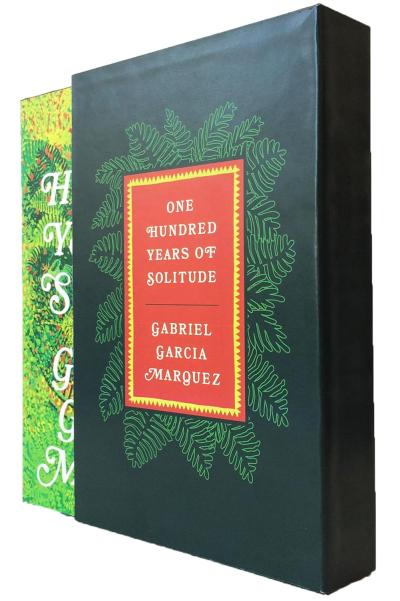 ONE
HUNDRED
YEARS OF
SOLITUDE
GABRIEL
GARCIA
MARQUEZ